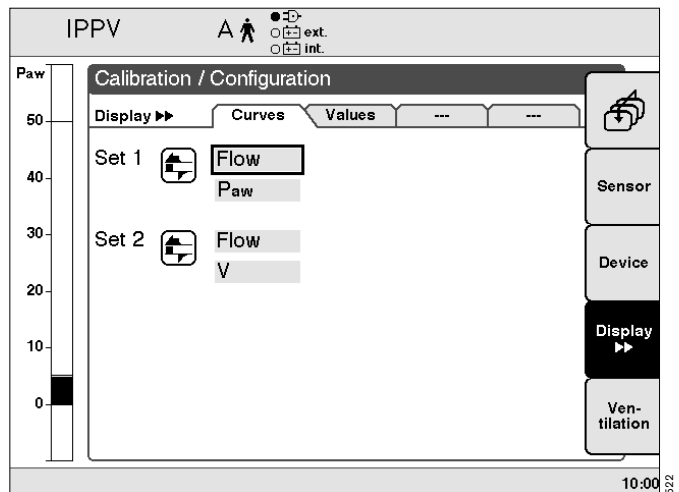 IPPV A ext.
int.
Paw
Calibration / Configuration
Display ▶▶ Curves Values --- ---
50
Set 1 Flow
Paw
40
Sensor
30
Set 2 Flow
V
Device
20
Display
▶▶
10
0
Ven-
tilation
10:00
522